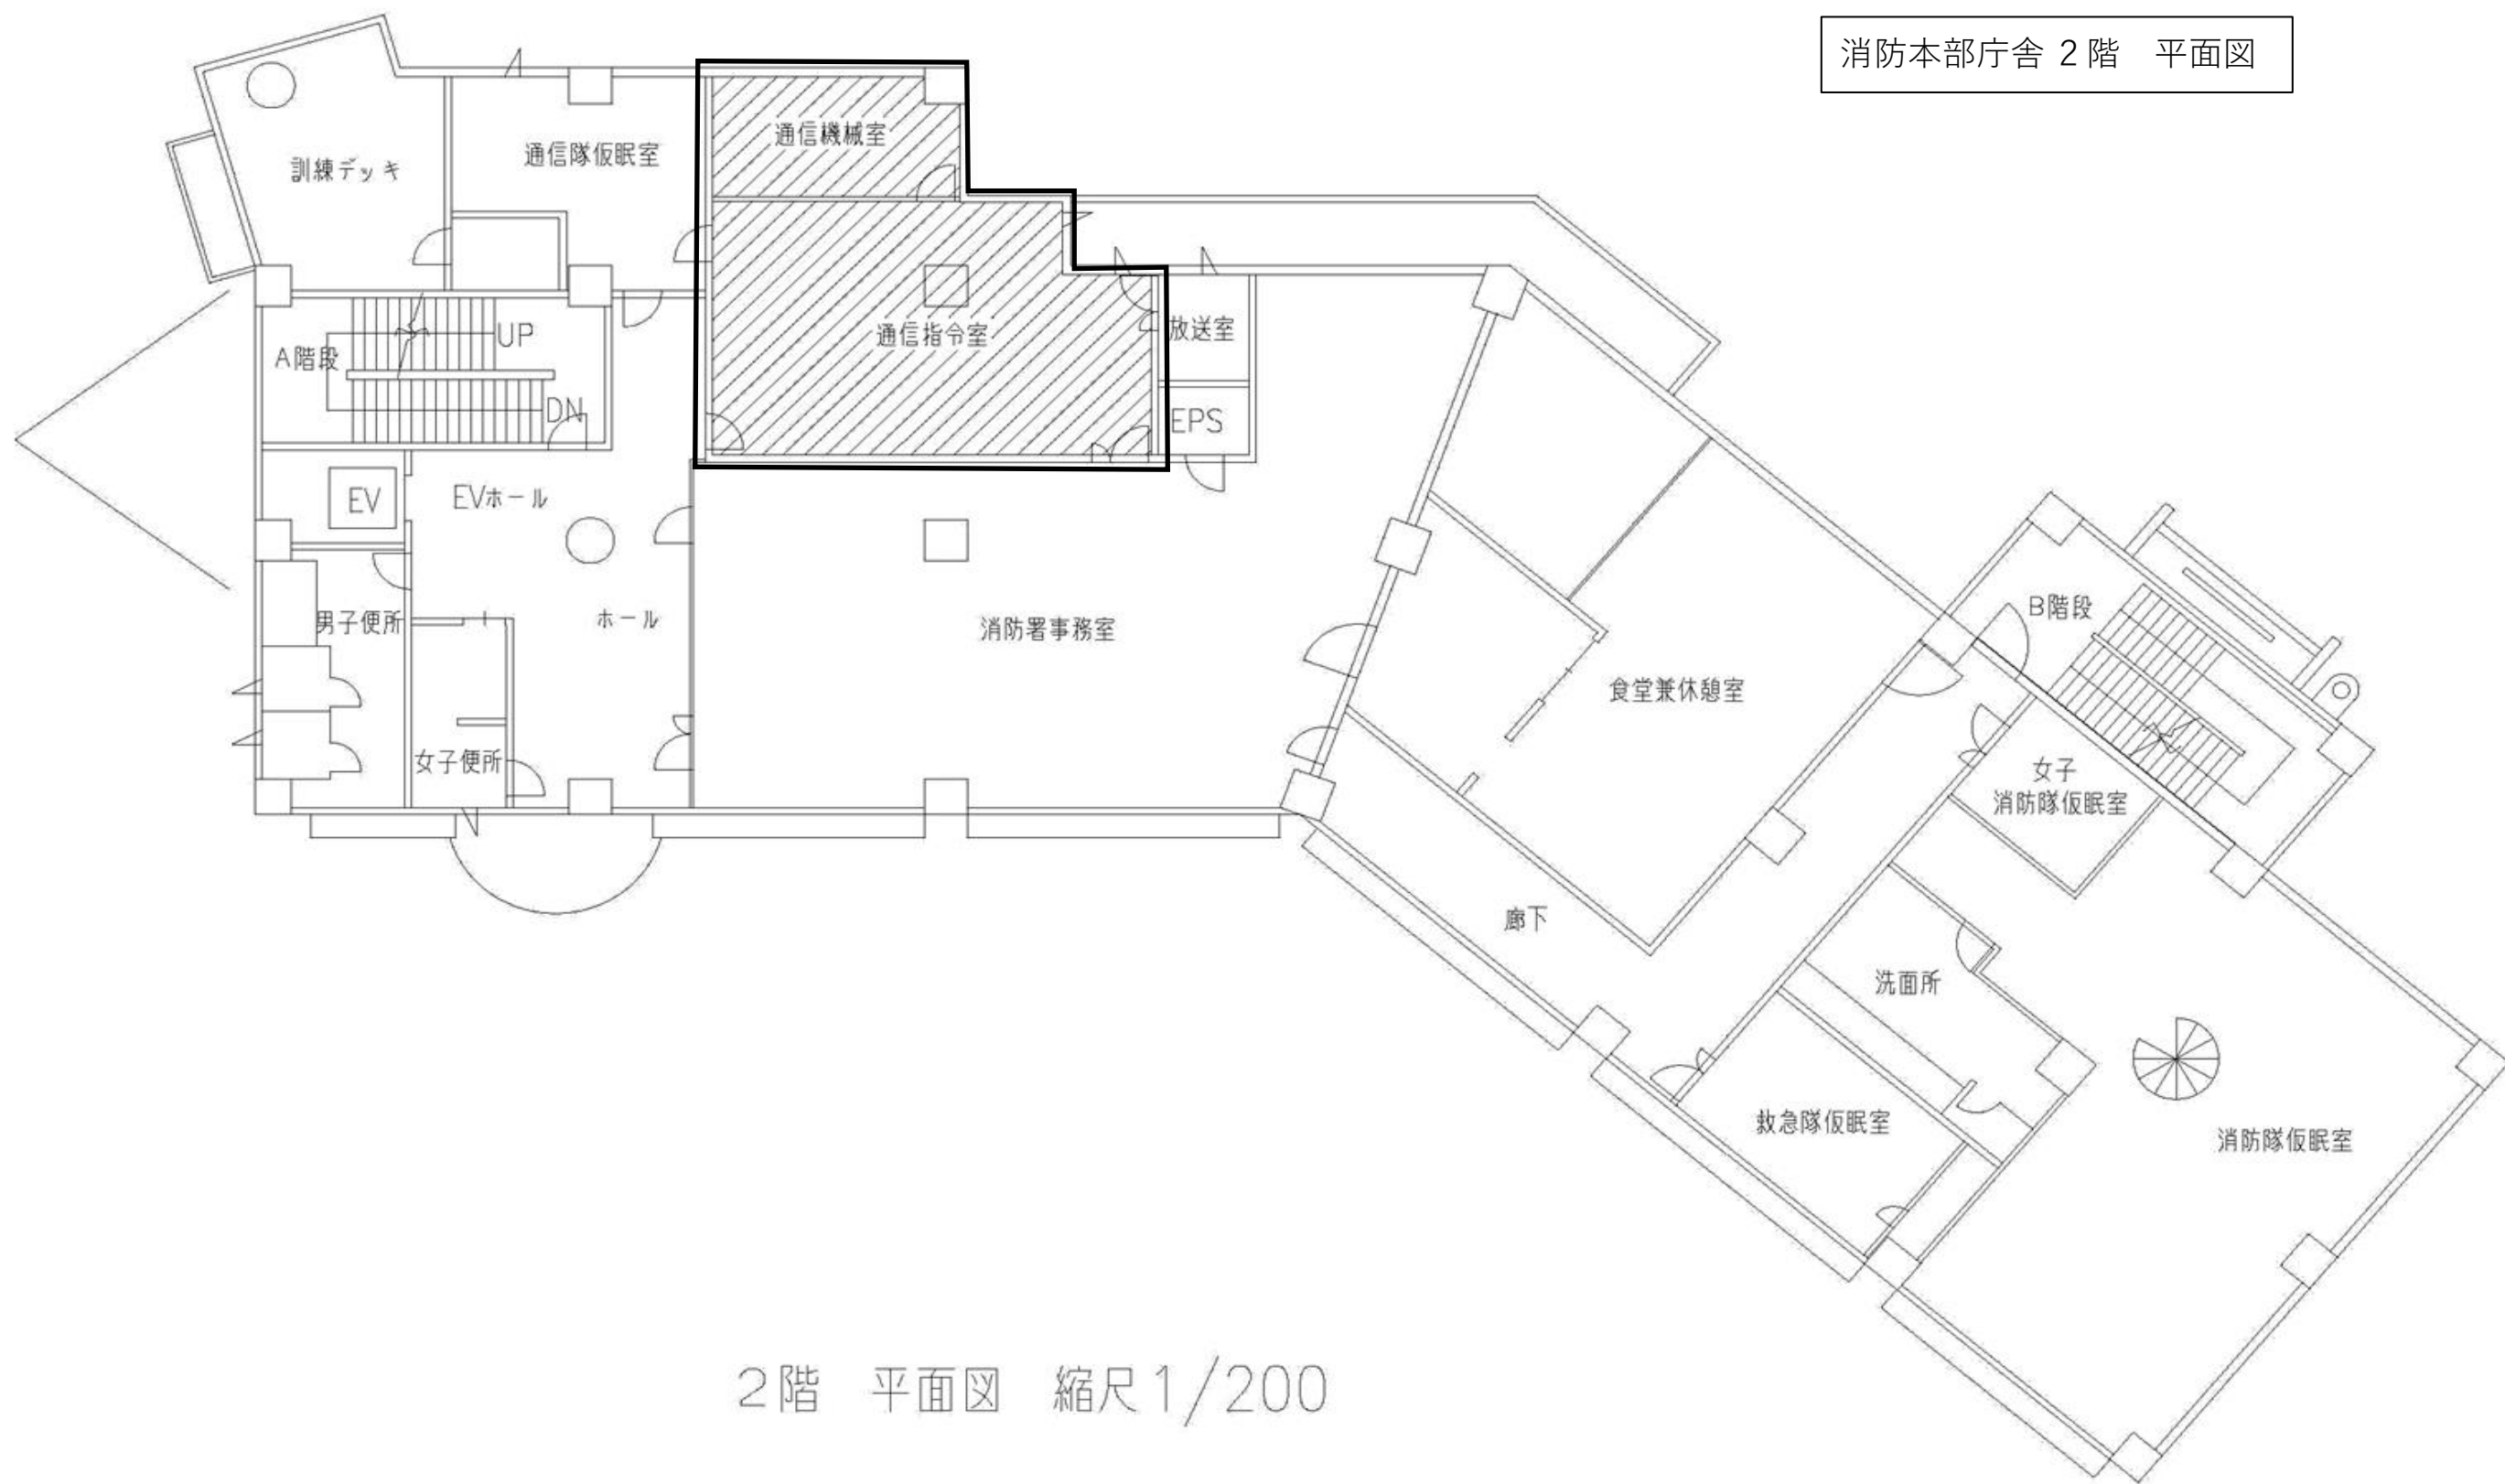 消防本部庁舎 2階　平面図
通信機械室
通信隊仮眠室
訓練デッキ
通信指令室
放送室
UP
A階段
DN
EPS
EV
EVホール
男子便所
ホール
消防署事務室
B階段
食堂兼休憩室
女子便所
女子
消防隊仮眠室
廊下
洗面所
救急隊仮眠室
消防隊仮眠室
2階　平面図　縮尺1/200